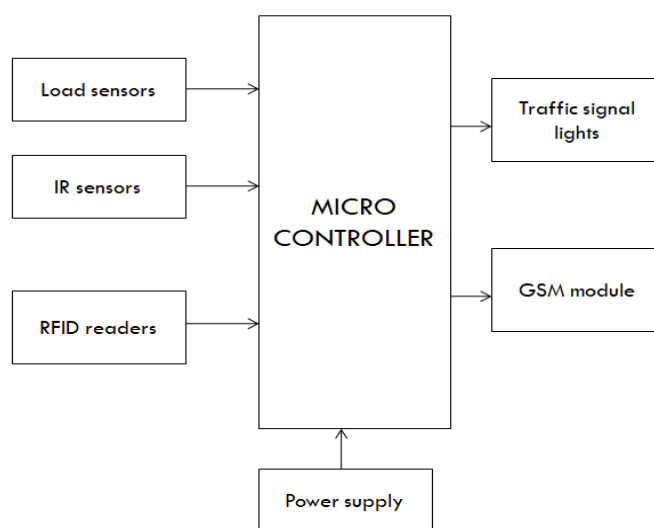 Load sensors
IR sensors
RFID readers
MICRO
CONTROLLER
Traffic signal
lights
GSM module
Power supply